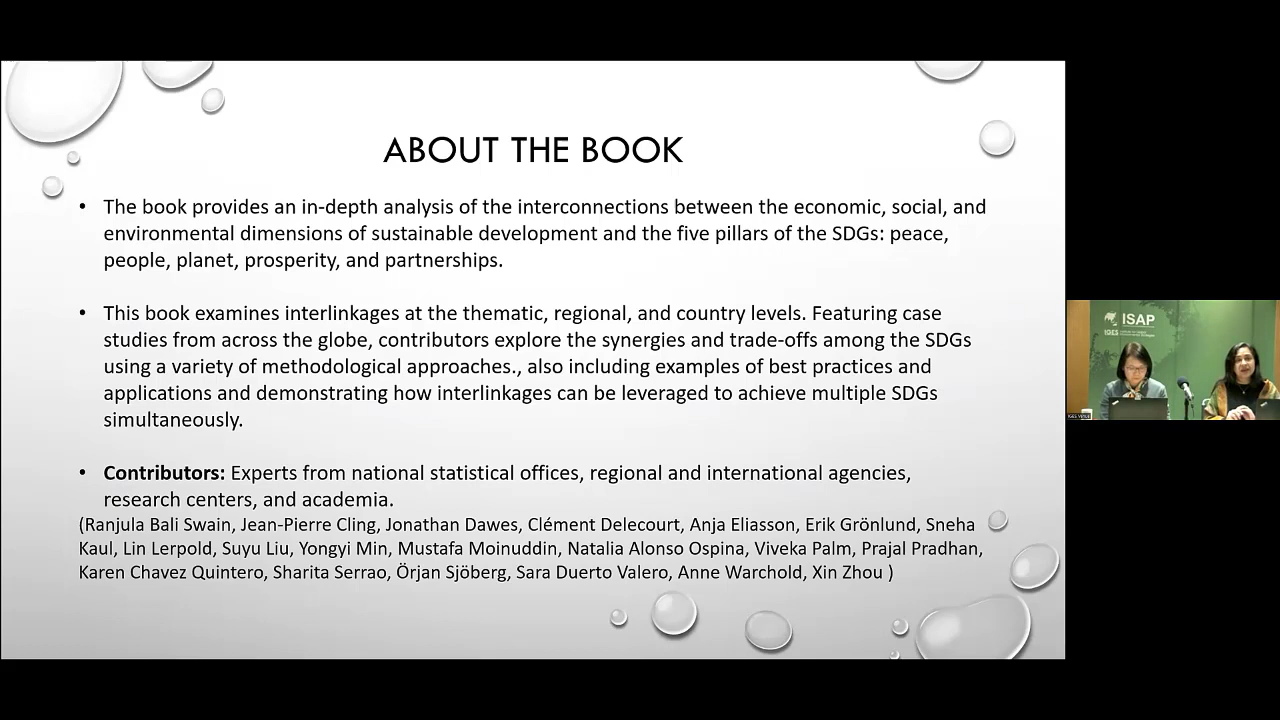 ABOUT THE BOOK
• The book provides an in-depth analysis of the interconnections between the economic, social, and
environmental dimensions of sustainable development and the five pillars of the SDGs: peace,
people, planet, prosperity, and partnerships.
• This book examines interlinkages at the thematic, regional, and country levels. Featuring case
studies from across the globe, contributors explore the synergies and trade-offs among the SDGs
using a variety of methodological approaches., also including examples of best practices and
applications and demonstrating how interlinkages can be leveraged to achieve multiple SDGs
simultaneously.
• Contributors: Experts from national statistical offices, regional and international agencies,
research centers, and academia.
(Ranjula Bali Swain, Jean-Pierre Cling, Jonathan Dawes, Clément Delecourt, Anja Eliasson, Erik Grönlund, Sneha
Kaul, Lin Lerpold, Suyu Liu, Yongyi Min, Mustafa Moinuddin, Natalia Alonso Ospina, Viveka Palm, Prajal Pradhan,
Karen Chavez Quintero, Sharita Serrao, Örjan Sjöberg, Sara Duerto Valero, Anne Warchold, Xin Zhou )
ISAP
IGES